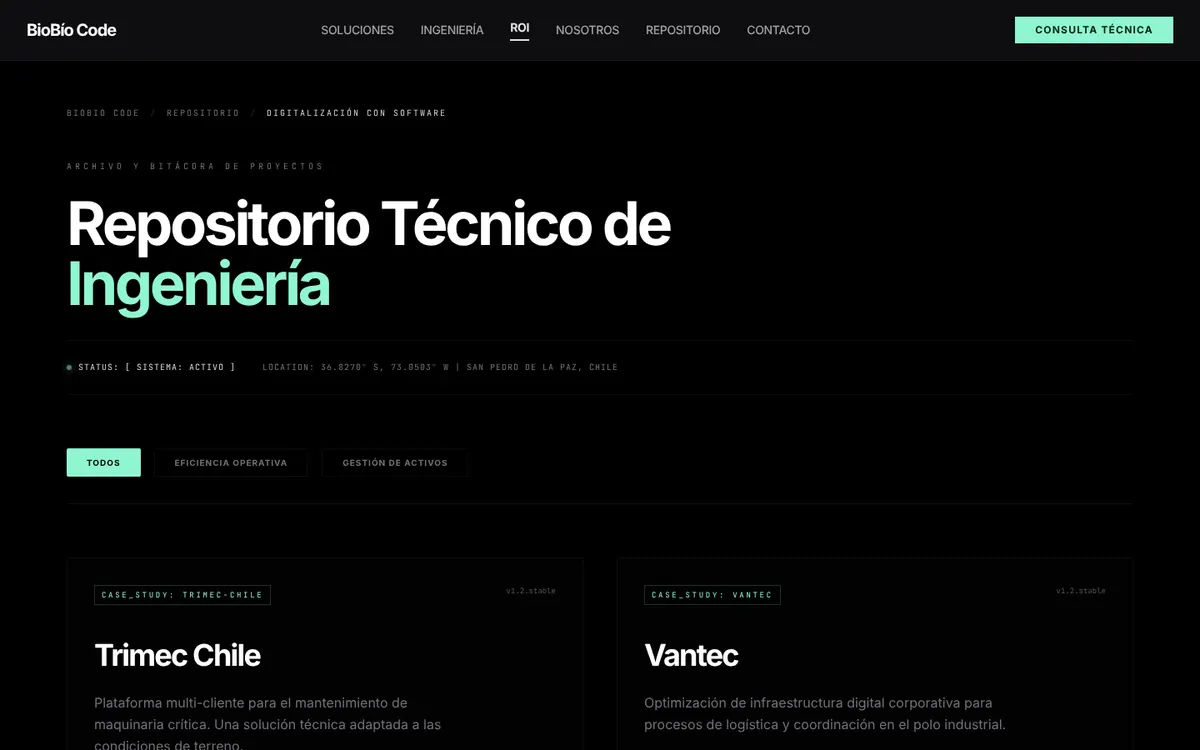 BioBío Code
SOLUCIONES
INGENIERÍA
ROI
NOSOTROS
REPOSITORIO
CONTACTO
CONSULTA TÉCNICA
BIOBÍO CODE / REPOSITORIO / DIGITALIZACIÓN CON SOFTWARE
ARCHIVO Y BITÁCORA DE PROYECTOS
Repositorio Técnico de
Ingeniería
STATUS: [ SISTEMA: ACTIVO ]
LOCATION: 36.8270° S, 73.0503° W | SAN PEDRO DE LA PAZ, CHILE
TODOS
EFICIENCIA OPERATIVA
GESTIÓN DE ACTIVOS
CASE_STUDY: TRIMEC-CHILE
v1.2.stable
Trimec Chile
Plataforma multi-cliente para el mantenimiento de
maquinaria crítica. Una solución técnica adaptada a las
condiciones de terreno.
CASE_STUDY: VANTEC
v1.2.stable
Vantec
Optimización de infraestructura digital corporativa para
procesos de logística y coordinación en el polo industrial.